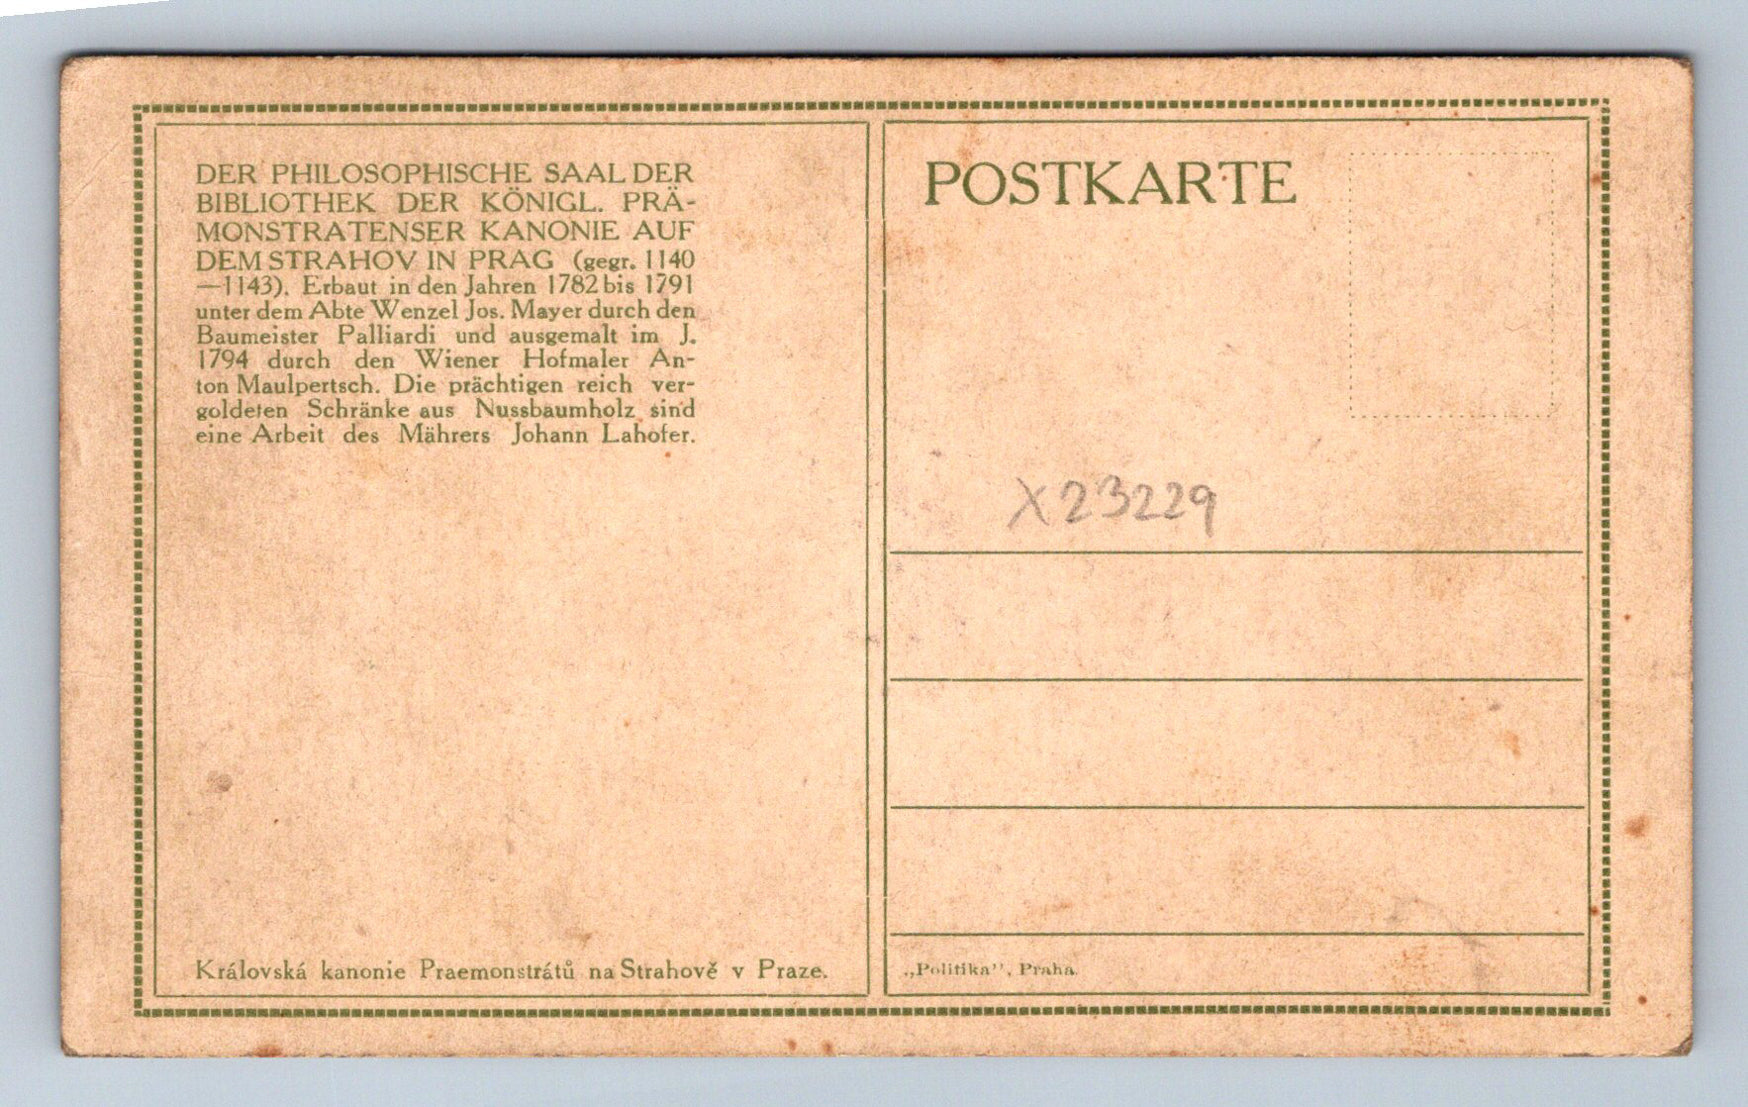 DER PHILOSOPHISCHE SAAL DER
BIBLIOTHEK DER KÖNIGL. PRÄ-
MONSTRATENSER KANONIE AUF
DEM STRAHOV IN PRAG (gegr. 1140
—1143). Erbaut in den Jahren 1782 bis 1791
unter dem Abte Wenzel Jos. Mayer durch den
Baumeister Palliardi und ausgemalt im J.
1794 durch den Wiener Hofmaler An-
ton Maulpertsch. Die prächtigen reich ver-
goldeten Schränke aus Nussbaumholz sind
eine Arbeit des Mährers Johann Lahofer.
Královská kanonie Praemonstrátů na Strahově v Praze.
POSTKARTE
X 23229
„Politika", Praha.